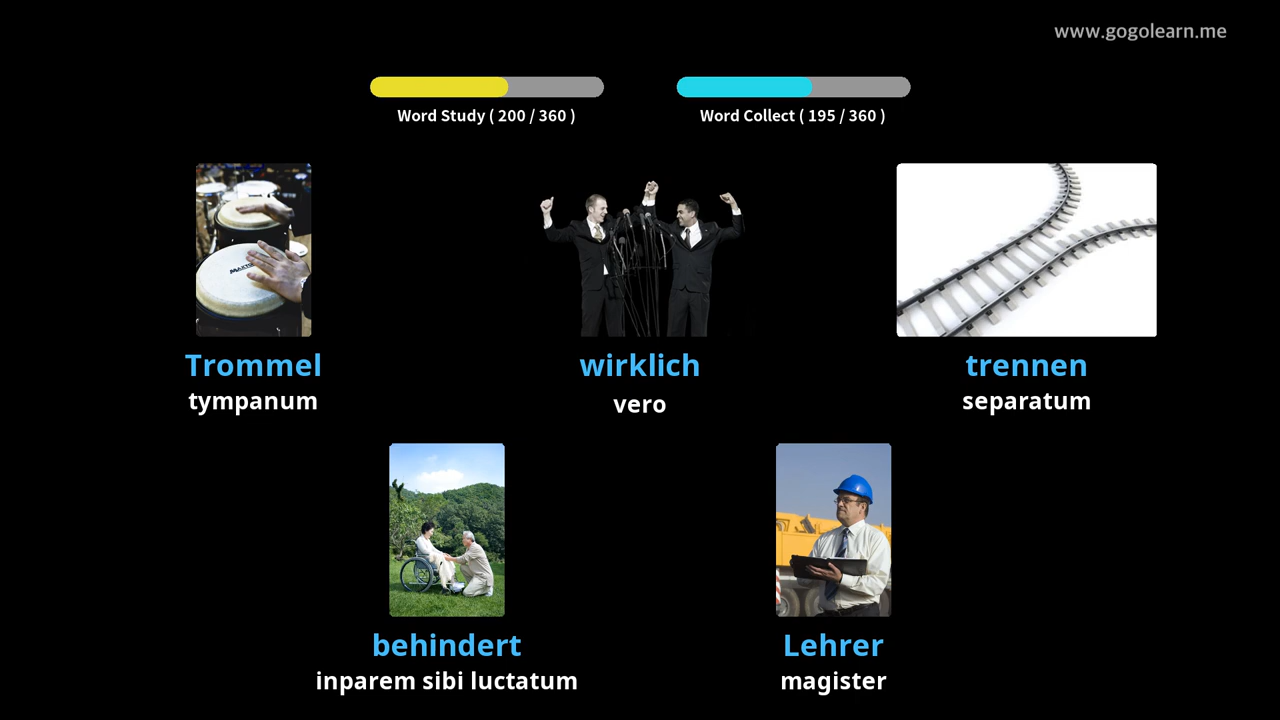 www.gogolearn.me
Word Study ( 200 / 360 )
Word Collect ( 195 / 360 )
Trommel
tympanum
wirklich
vero
trennen
separatum
behindert
inparem sibi luctatum
Lehrer
magister